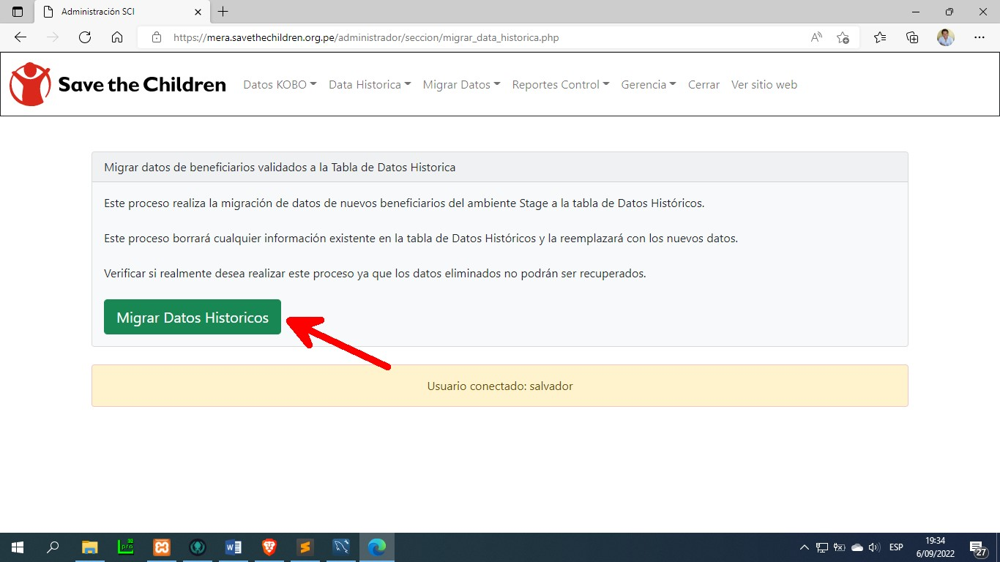 Administración SCI
https://mera.savethechildren.org.pe/administrador/seccion/migrar_data_historica.php
Save the Children Datos KOBO Data Historica Migrar Datos Reportes Control Gerencia Cerrar Ver sitio web
Migrar datos de beneficiarios validados a la Tabla de Datos Historica
Este proceso realiza la migración de datos de nuevos beneficiarios del ambiente Stage a la tabla de Datos Históricos.
Este proceso borrará cualquier información existente en la tabla de Datos Históricos y la reemplazará con los nuevos datos.
Verificar si realmente desea realizar este proceso ya que los datos eliminados no podrán ser recuperados.
Migrar Datos Historicos
Usuario conectado: salvador
ESP
19:34
6/09/2022
27